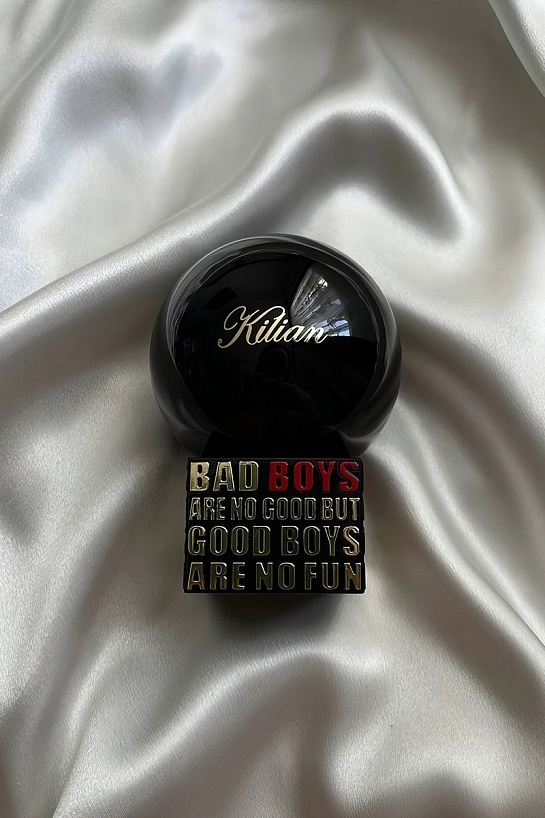 Kilian
BAD BOYS
ARE NO GOOD BUT
GOOD BOYS
ARE NO FUN